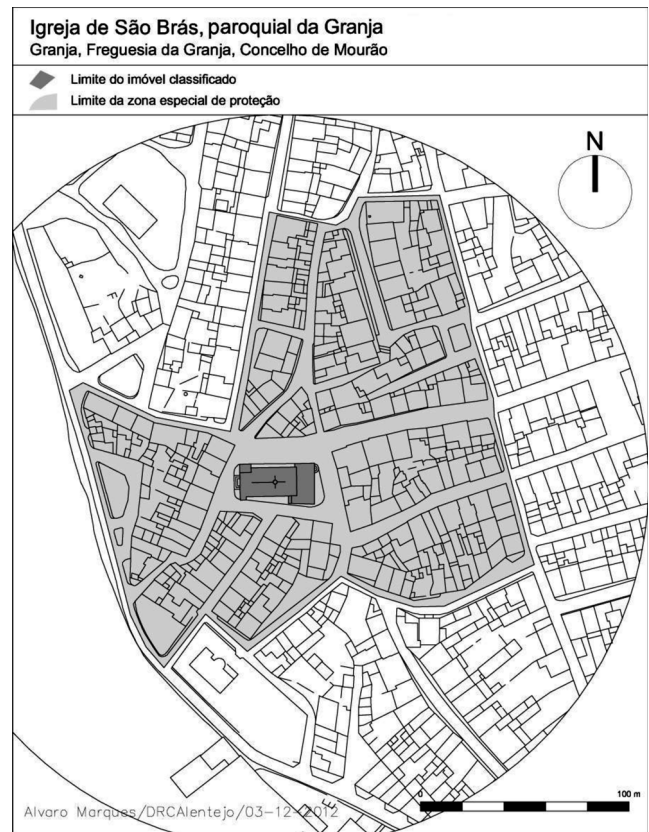 Igreja de São Brás, paroquial da Granja
Granja, Freguesia da Granja, Concelho de Mourão
Limite do imóvel classificado
Limite da zona especial de proteção
N
0 100 m
Alvaro Marques/DRCAlentejo/03-12-2012